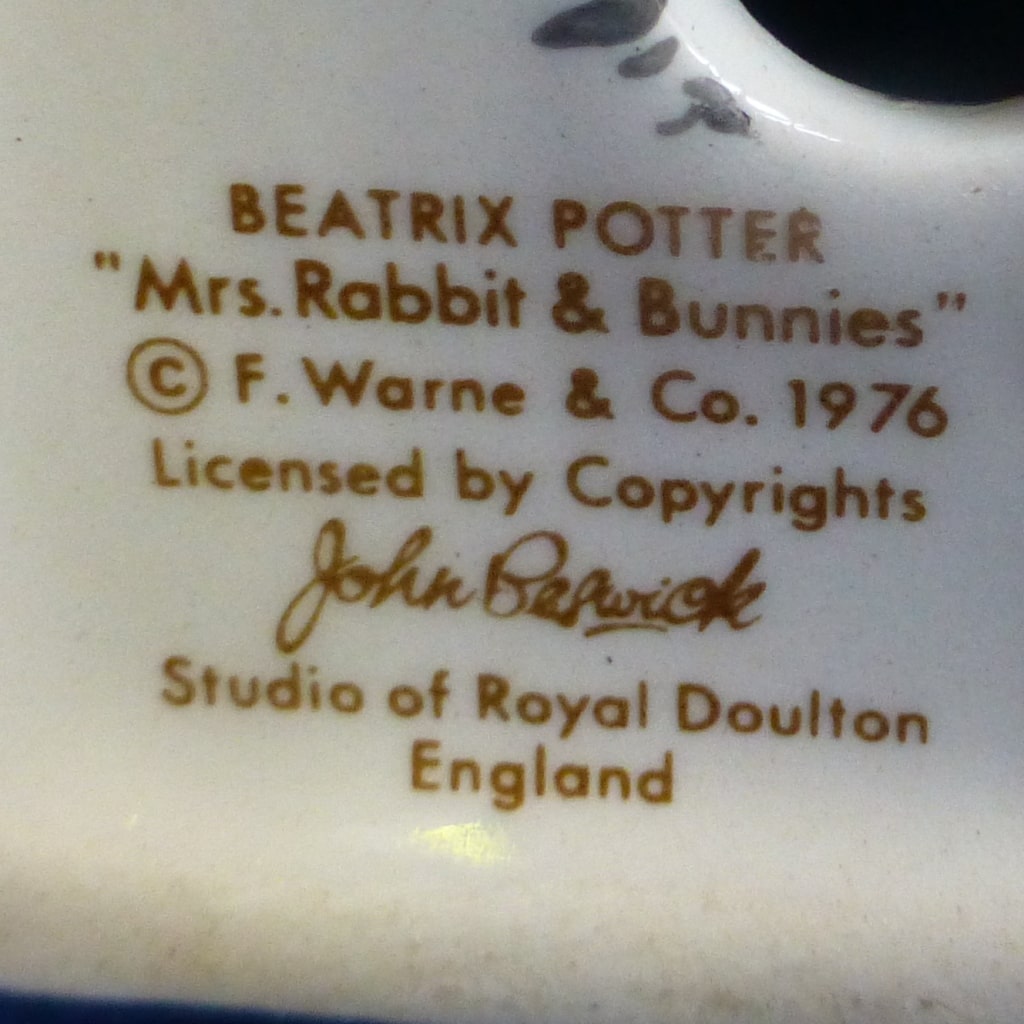 BEATRIX POTTER
"Mrs. Rabbit & Bunnies"
© F. Warne & Co. 1976
Licensed by Copyrights
John Beswick
Studio of Royal Doulton
England